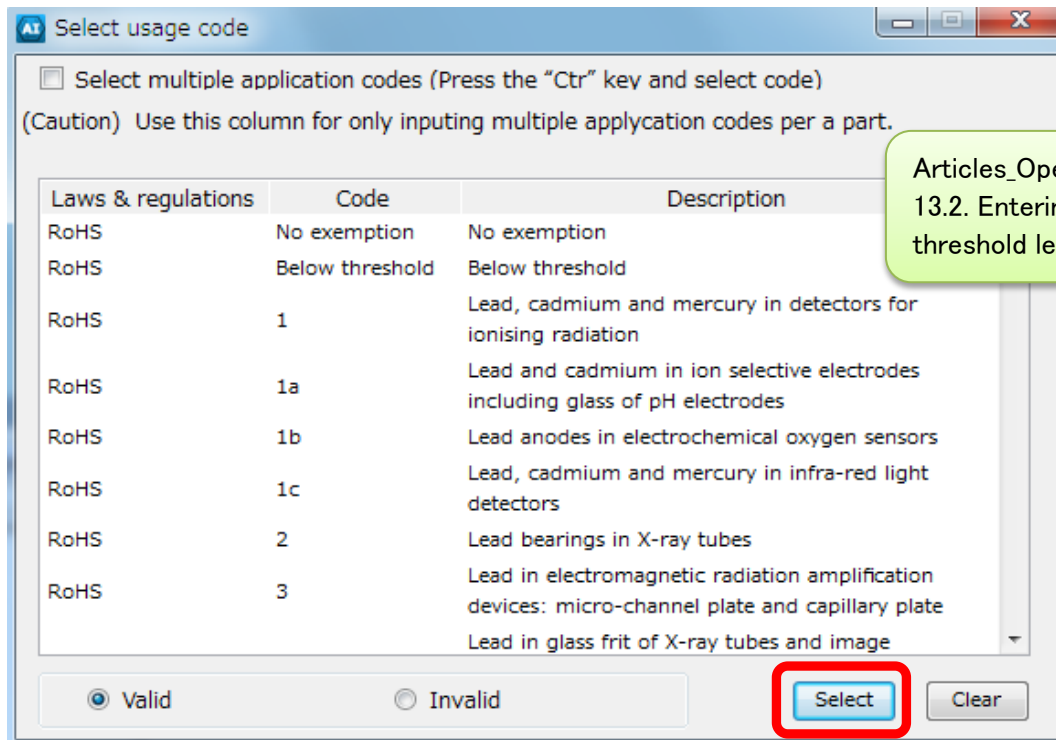 AI Select usage code
Select multiple application codes (Press the "Ctr" key and select code)
(Caution) Use this column for only inputing multiple applycation codes per a part.
Articles_Ope
13.2. Enterin
threshold le
Laws & regulations Code Description
RoHS No exemption No exemption
RoHS Below threshold Below threshold
RoHS 1 Lead, cadmium and mercury in detectors for
ionising radiation
RoHS 1a Lead and cadmium in ion selective electrodes
including glass of pH electrodes
RoHS 1b Lead anodes in electrochemical oxygen sensors
RoHS 1c Lead, cadmium and mercury in infra-red light
detectors
RoHS 2 Lead bearings in X-ray tubes
RoHS 3 Lead in electromagnetic radiation amplification
devices: micro-channel plate and capillary plate
Lead in glass frit of X-ray tubes and image
Valid Invalid Select Clear